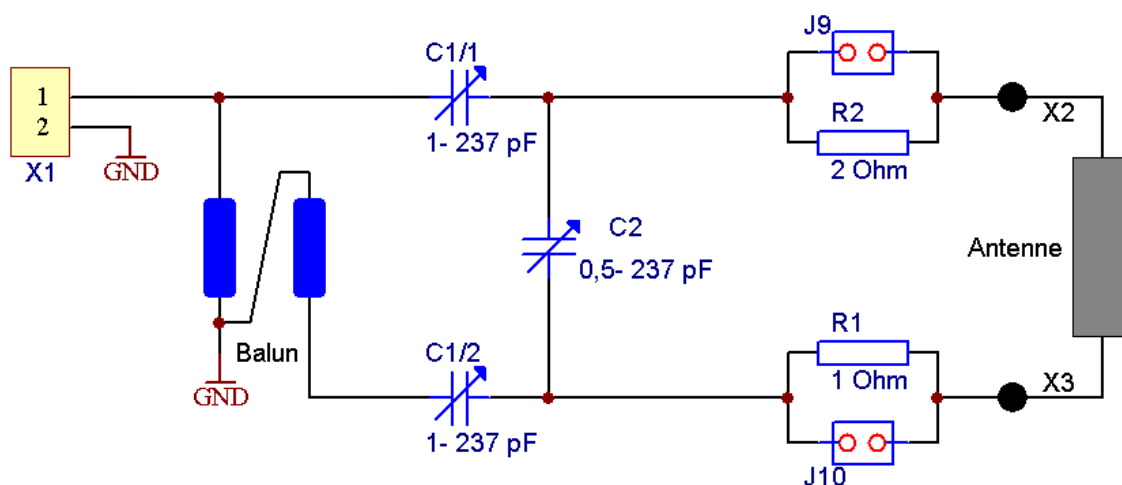 J9
C1/1
1
2
X2
R2
1- 237 pF
X1
GND
2 Ohm
C2
Antenne
0,5- 237 pF
R1
Balun
C1/2
1 Ohm
X3
GND
1- 237 pF
J10